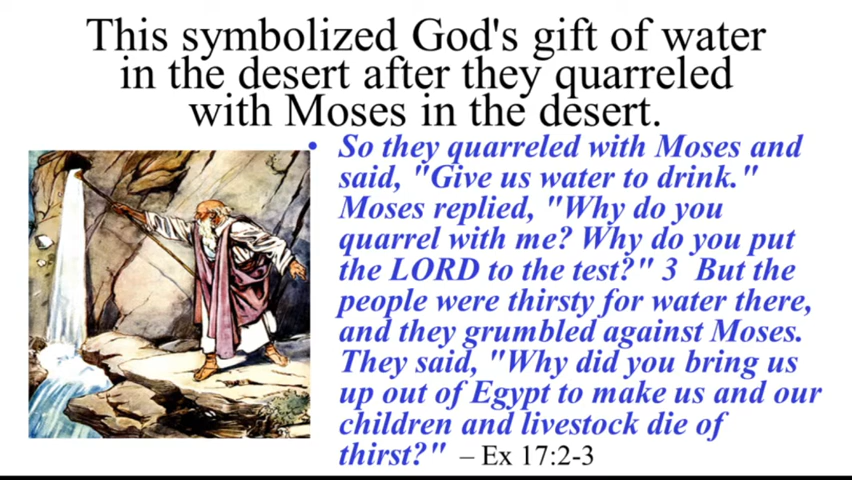 This symbolized God's gift of water
in the desert after they quarreled
with Moses in the desert.
• So they quarreled with Moses and
said, "Give us water to drink."
Moses replied, "Why do you
quarrel with me? Why do you put
the LORD to the test?" 3 But the
people were thirsty for water there,
and they grumbled against Moses.
They said, "Why did you bring us
up out of Egypt to make us and our
children and livestock die of
thirst?" – Ex 17:2-3